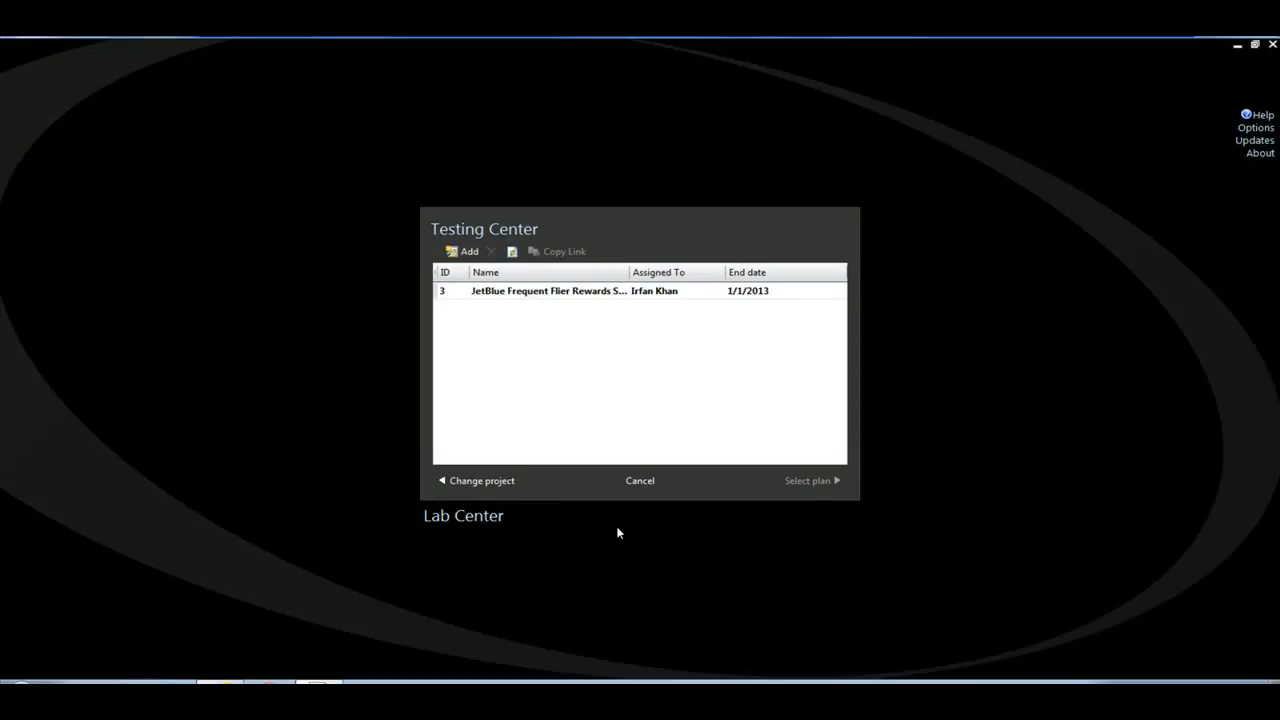 Help
Options
Updates
About
Testing Center
Add Copy Link
ID Name Assigned To End date
3 JetBlue Frequent Flier Rewards S... Irfan Khan 1/1/2013
Change project Cancel Select plan
Lab Center